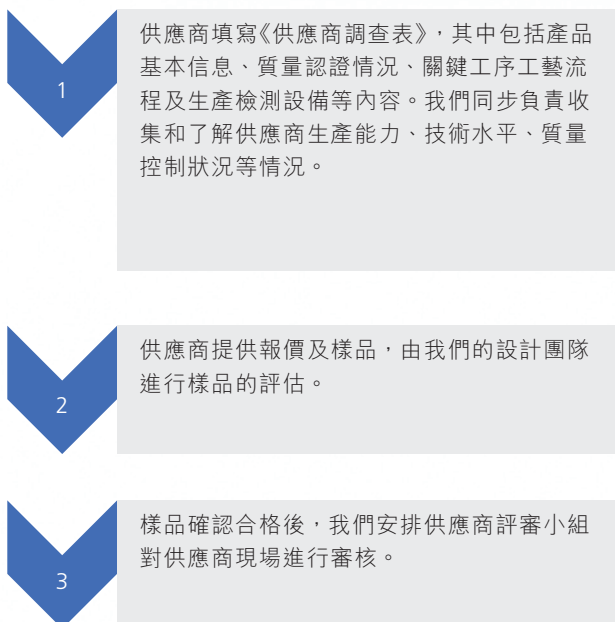 1
供應商填寫《供應商調查表》，其中包括產品
基本信息、質量認證情況、關鍵工序工藝流
程及生產檢測設備等內容。我們同步負責收
集和了解供應商生產能力、技術水平、質量
控制狀況等情況。
2
供應商提供報價及樣品，由我們的設計團隊
進行樣品的評估。
3
樣品確認合格後，我們安排供應商評審小組
對供應商現場進行審核。